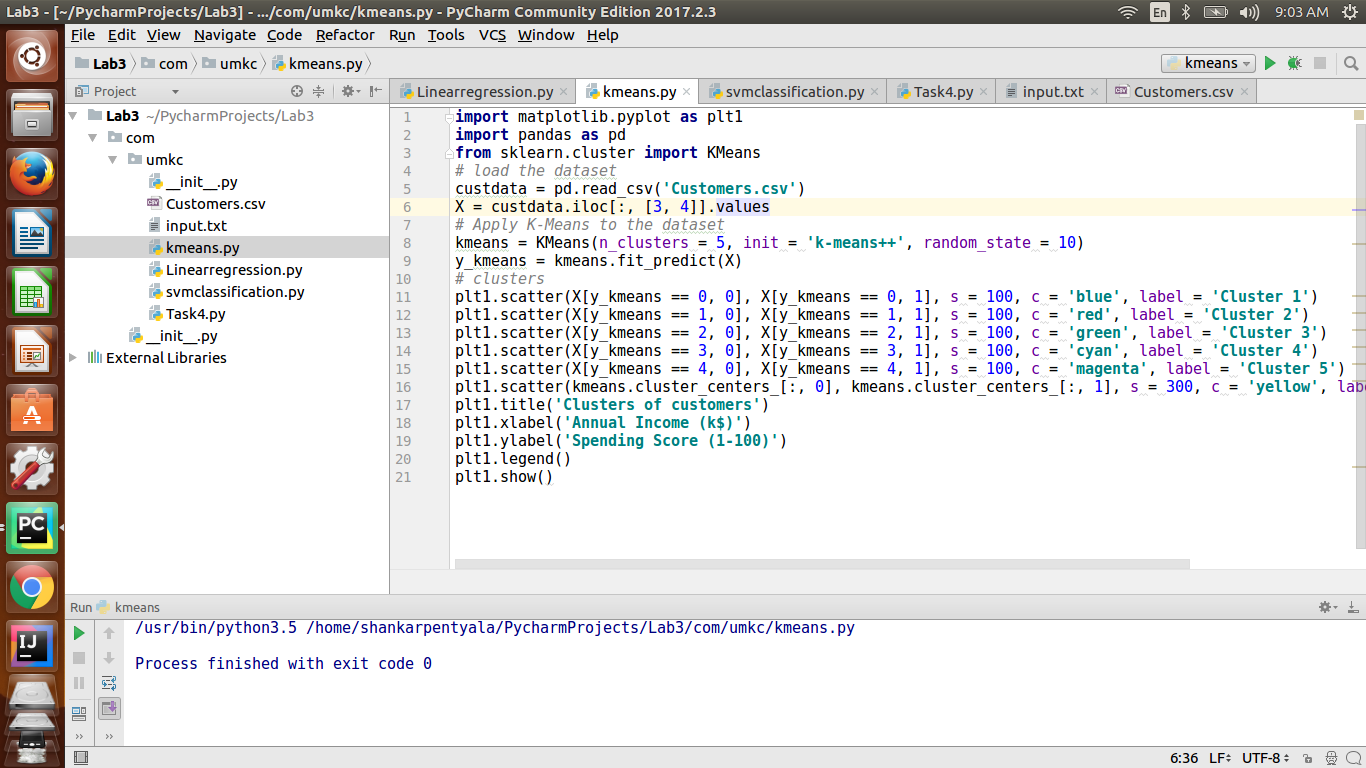 Lab3 - [~/PycharmProjects/Lab3] - .../com/umkc/kmeans.py - PyCharm Community Edition 2017.2.3
En
9:03 AM
File Edit View Navigate Code Refactor Run Tools VCS Window Help
Lab3 com umkc kmeans.py
kmeans
Project
Linearregression.py kmeans.py svmclassification.py Task4.py input.txt Customers.csv
Lab3 ~/PycharmProjects/Lab3
com
umkc
__init__.py
Customers.csv
input.txt
kmeans.py
Linearregression.py
svmclassification.py
Task4.py
__init__.py
External Libraries
1 import matplotlib.pyplot as plt1
2 import pandas as pd
3 from sklearn.cluster import KMeans
4 # load the dataset
5 custdata = pd.read_csv('Customers.csv')
6 X = custdata.iloc[:, [3, 4]].values
7 # Apply K-Means to the dataset
8 kmeans = KMeans(n_clusters = 5, init = 'k-means++', random_state = 10)
9 y_kmeans = kmeans.fit_predict(X)
10 # clusters
11 plt1.scatter(X[y_kmeans == 0, 0], X[y_kmeans == 0, 1], s = 100, c = 'blue', label = 'Cluster 1')
12 plt1.scatter(X[y_kmeans == 1, 0], X[y_kmeans == 1, 1], s = 100, c = 'red', label = 'Cluster 2')
13 plt1.scatter(X[y_kmeans == 2, 0], X[y_kmeans == 2, 1], s = 100, c = 'green', label = 'Cluster 3')
14 plt1.scatter(X[y_kmeans == 3, 0], X[y_kmeans == 3, 1], s = 100, c = 'cyan', label = 'Cluster 4')
15 plt1.scatter(X[y_kmeans == 4, 0], X[y_kmeans == 4, 1], s = 100, c = 'magenta', label = 'Cluster 5')
16 plt1.scatter(kmeans.cluster_centers_[:, 0], kmeans.cluster_centers_[:, 1], s = 300, c = 'yellow', lab
17 plt1.title('Clusters of customers')
18 plt1.xlabel('Annual Income (k$)')
19 plt1.ylabel('Spending Score (1-100)')
20 plt1.legend()
21 plt1.show()
PC
IJ
Run kmeans
/usr/bin/python3.5 /home/shankarpentyala/PycharmProjects/Lab3/com/umkc/kmeans.py
Process finished with exit code 0
6:36 LF UTF-8